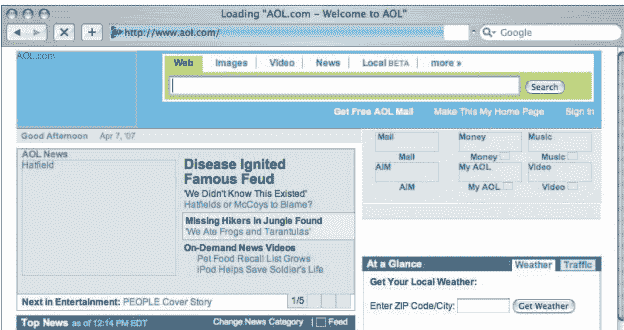 Loading "AOL.com – Welcome to AOL"
http://www.aol.com/
Google
AOL.com
Web Images Video News Local BETA more »
Search
Get Free AOL Mail Make This My Home Page Sign In
Good Afternoon Apr 7, '07
AOL News
Hatfield
Disease Ignited
Famous Feud
'We Didn't Know This Existed'
Hatfields or McCoys to Blame?
Missing Hikers in Jungle Found
'We Ate Frogs and Tarantulas'
On-Demand News Videos
Pet Food Recall List Grows
iPod Helps Save Soldier's Life
Next in Entertainment: PEOPLE Cover Story 1/5
Top News as of 12:14 PM EDT Change News Category | Feed
Mail Money Music
Mail Money Music
AIM My AOL Video
AIM My AOL Video
At a Glance Weather Traffic
Get Your Local Weather:
Enter ZIP Code/City: Get Weather